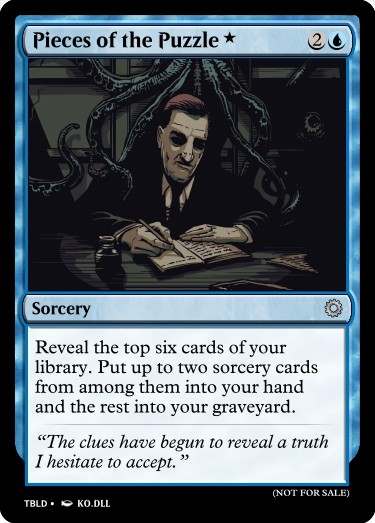 Pieces of the Puzzle ★ 2
Sorcery
Reveal the top six cards of your
library. Put up to two sorcery cards
from among them into your hand
and the rest into your graveyard.
“The clues have begun to reveal a truth
I hesitate to accept.”
(NOT FOR SALE)
TBLD • KO.DLL